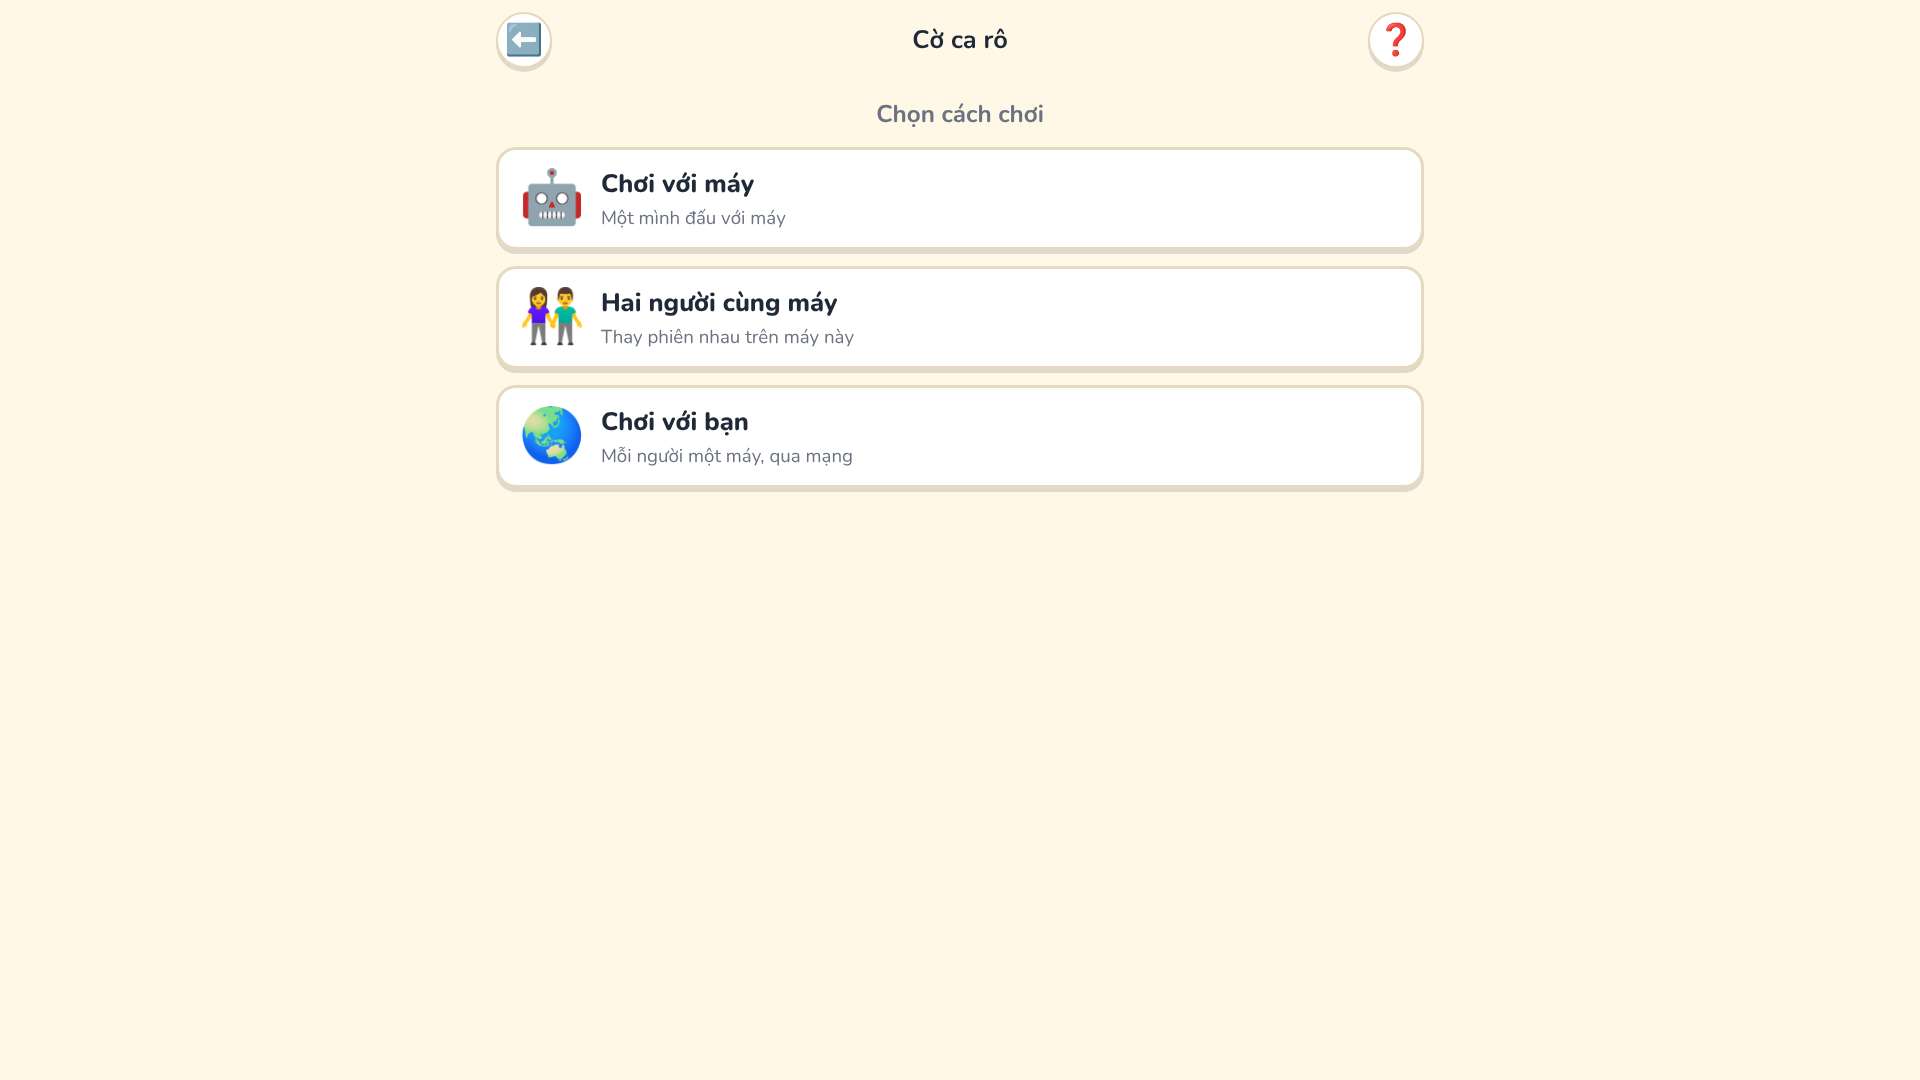 Cờ ca rô
Chọn cách chơi
Chơi với máy
Một mình đấu với máy
Hai người cùng máy
Thay phiên nhau trên máy này
Chơi với bạn
Mỗi người một máy, qua mạng